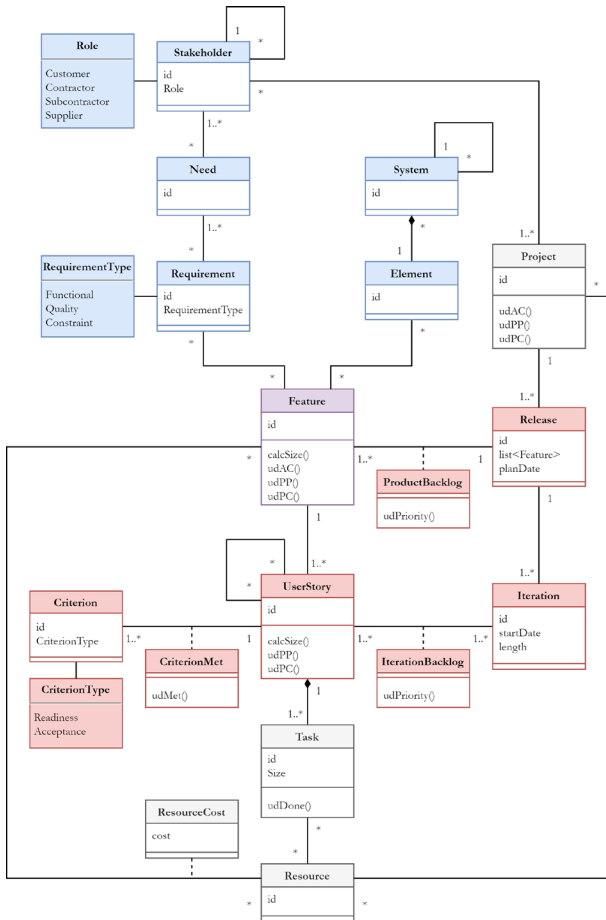 1
*
Role
Customer
Contractor
Subcontractor
Supplier
Stakeholder
id
Role
*
1..*
*
Need
id
1..*
*
System
id
1
*
*
1
Element
id
*
RequirementType
Functional
Quality
Constraint
Requirement
id
RequirementType
*
*
*
1..*
Project
id
udAC()
udPP()
udPC()
*
1
1..*
Feature
id
calcSize()
udAC()
udPP()
udPC()
*
1..*
1
1
ProductBacklog
udPriority()
Release
id
list<Feature>
planDate
1
1..*
*
*
1..*
UserStory
id
calcSize()
udPP()
udPC()
Criterion
id
CriterionType
1..*
1
CriterionMet
udMet()
CriterionType
Readiness
Acceptance
1..*
1..*
IterationBacklog
udPriority()
Iteration
id
startDate
length
1
1..*
Task
id
Size
udDone()
*
*
ResourceCost
cost
Resource
id
*
*